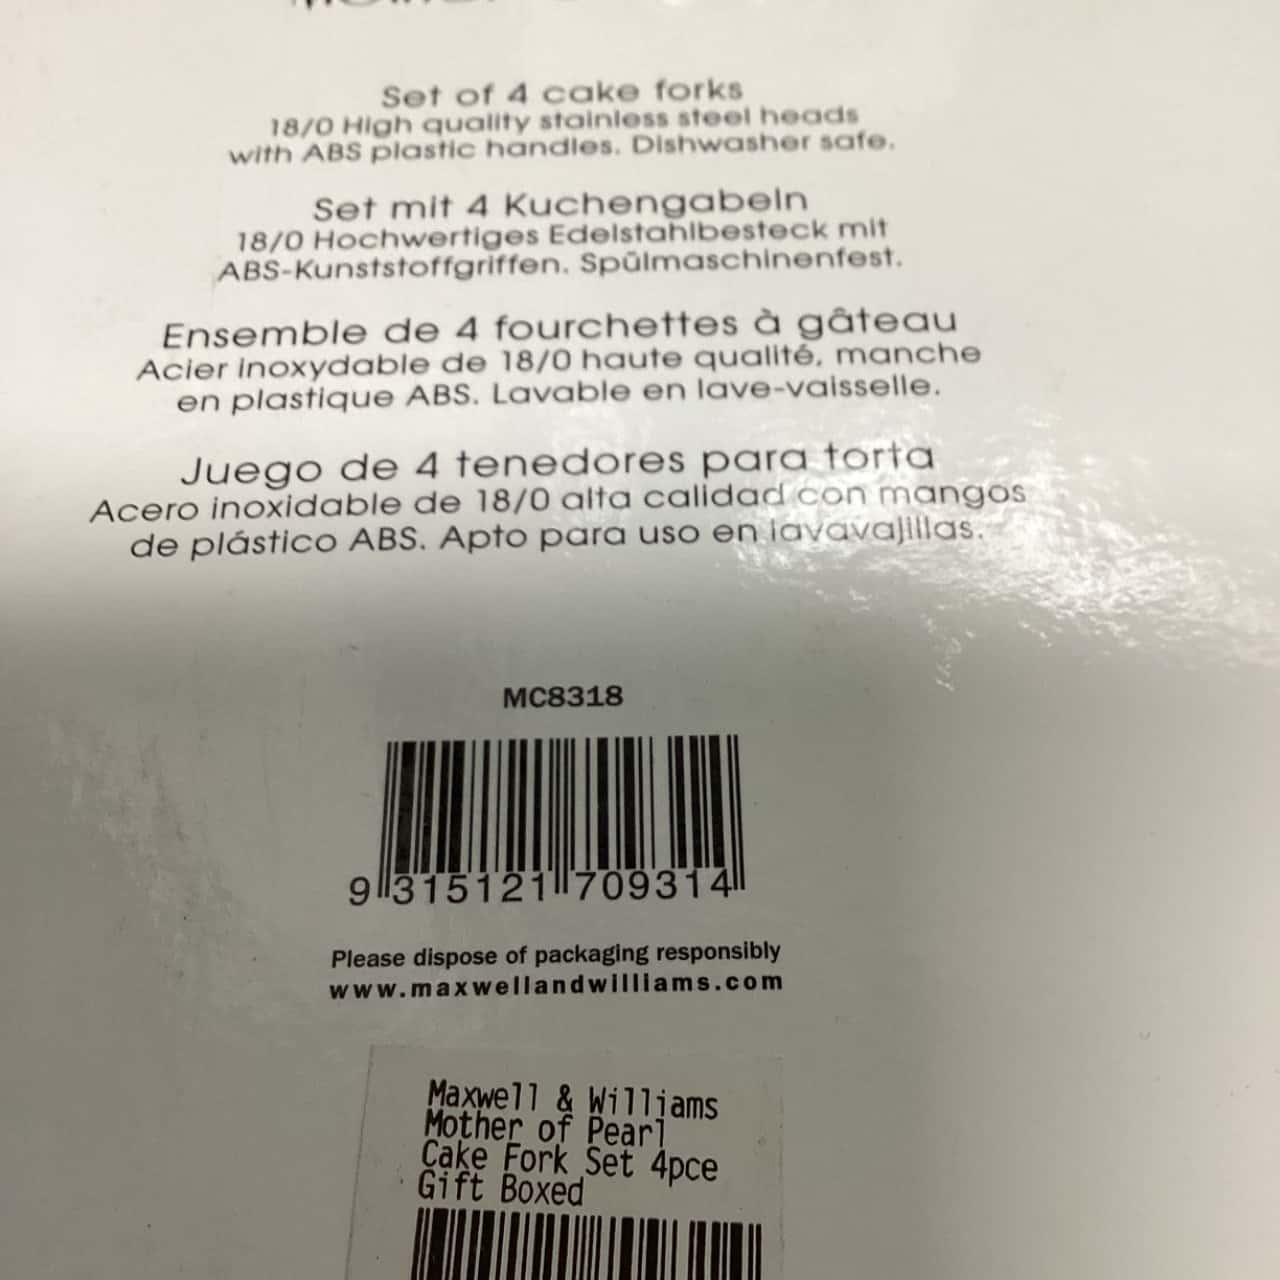 Set of 4 cake forks
18/0 High quality stainless steel heads
with ABS plastic handles. Dishwasher safe.
Set mit 4 Kuchengabeln
18/0 Hochwertiges Edelstahlbesteck mit
ABS-Kunststoffgriffen. Spülmaschinenfest.
Ensemble de 4 fourchettes à gâteau
Acier inoxydable de 18/0 haute qualité, manche
en plastique ABS. Lavable en lave-vaisselle.
Juego de 4 tenedores para torta
Acero inoxidable de 18/0 alta calidad con mangos
de plástico ABS. Apto para uso en lavavajillas.
MC8318
9 315121 709314
Please dispose of packaging responsibly
www.maxwellandwilliams.com
Maxwell & Williams
Mother of Pearl
Cake Fork Set 4pce
Gift Boxed